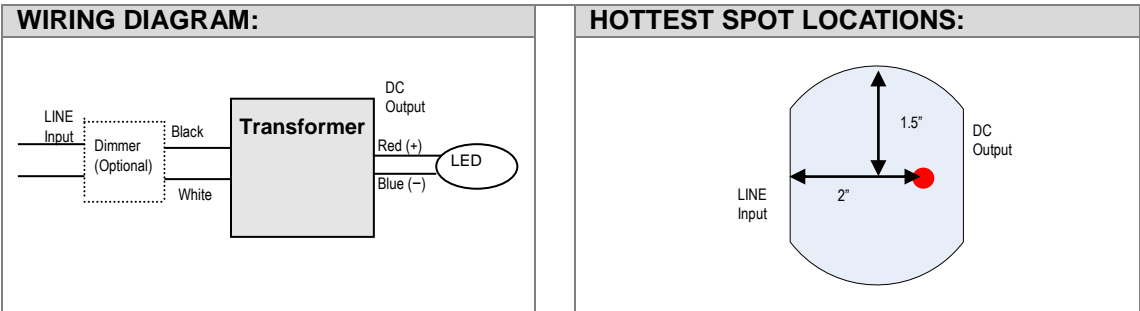 WIRING DIAGRAM:
DC
Output
LINE
Input
Dimmer
(Optional)
Black
White
Transformer
Red (+)
Blue (−)
LED
HOTTEST SPOT LOCATIONS:
1.5”
DC
Output
2”
LINE
Input